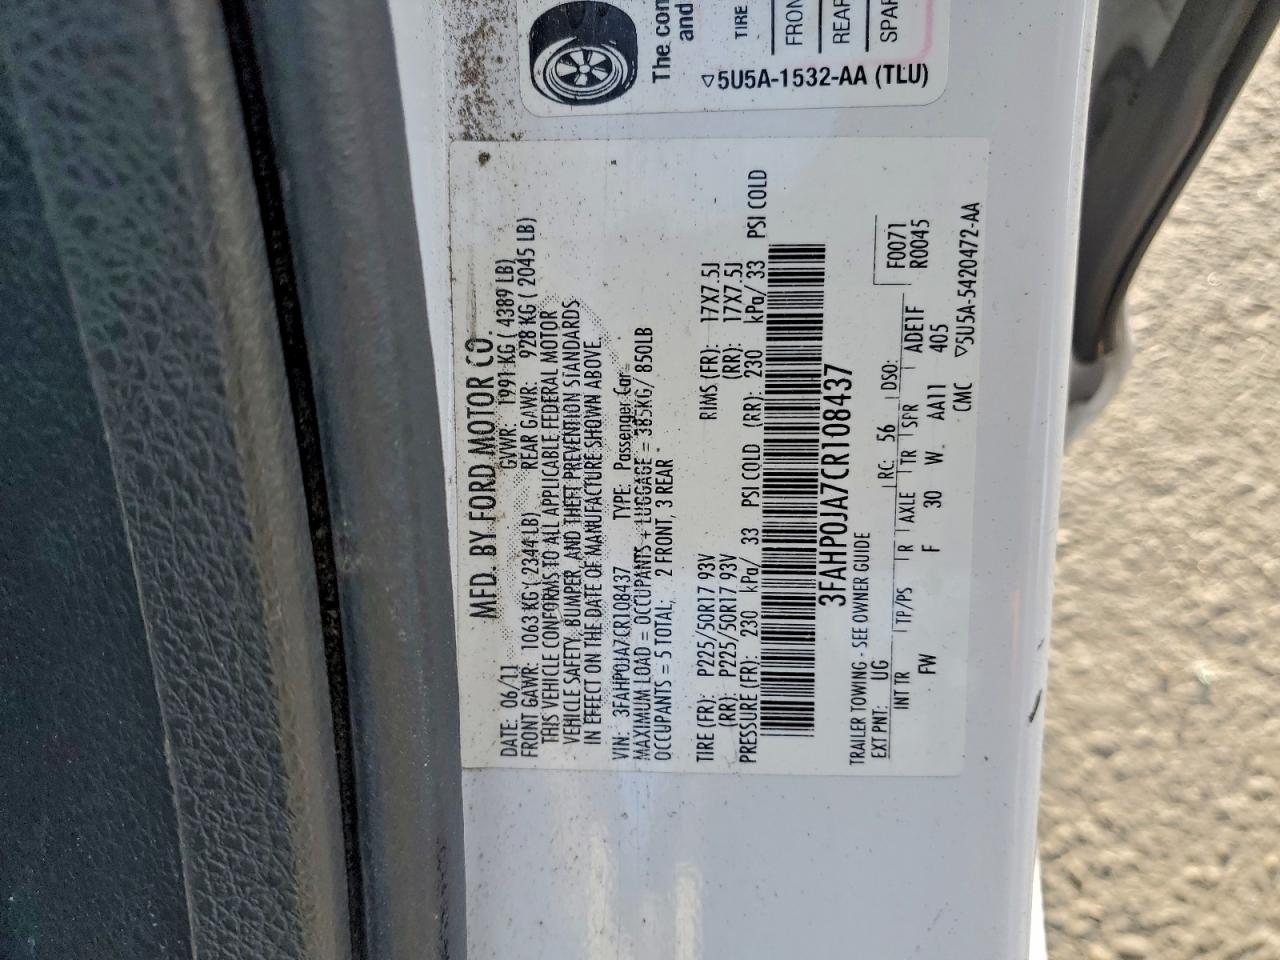 The con
and
TIRE
FRON
REAR
SPAR
▽5U5A-1532-AA (TLU)
MFD. BY FORD MOTOR CO.
DATE: 06/11 GVWR: 1991 KG ( 4389 LB)
FRONT GAWR: 1063 KG ( 2344 LB) REAR GAWR: 928 KG ( 2045 LB)
THIS VEHICLE CONFORMS TO ALL APPLICABLE FEDERAL MOTOR
VEHICLE SAFETY, BUMPER, AND THEFT PREVENTION STANDARDS
IN EFFECT ON THE DATE OF MANUFACTURE SHOWN ABOVE.
VIN: 3FAHP0JA7CR108437 TYPE: Passenger Car
MAXIMUM LOAD = OCCUPANTS + LUGGAGE = 385KG/ 850LB
OCCUPANTS = 5 TOTAL; 2 FRONT, 3 REAR
TIRE (FR): P225/50R17 93V RIMS (FR): 17X7.5J
(RR): P225/50R17 93V (RR): 17X7.5J
PRESSURE (FR): 230 kPa/ 33 PSI COLD (RR): 230 kPa/ 33 PSI COLD
3FAHP0JA7CR108437
TRAILER TOWING - SEE OWNER GUIDE F0071
EXT PNT: UG RC: 56 DSO: R0045
INT TR TP/PS R AXLE TR SPR ADE1F
FW F 30 W. AA11 405
CMC ▽5U5A-5420472-AA